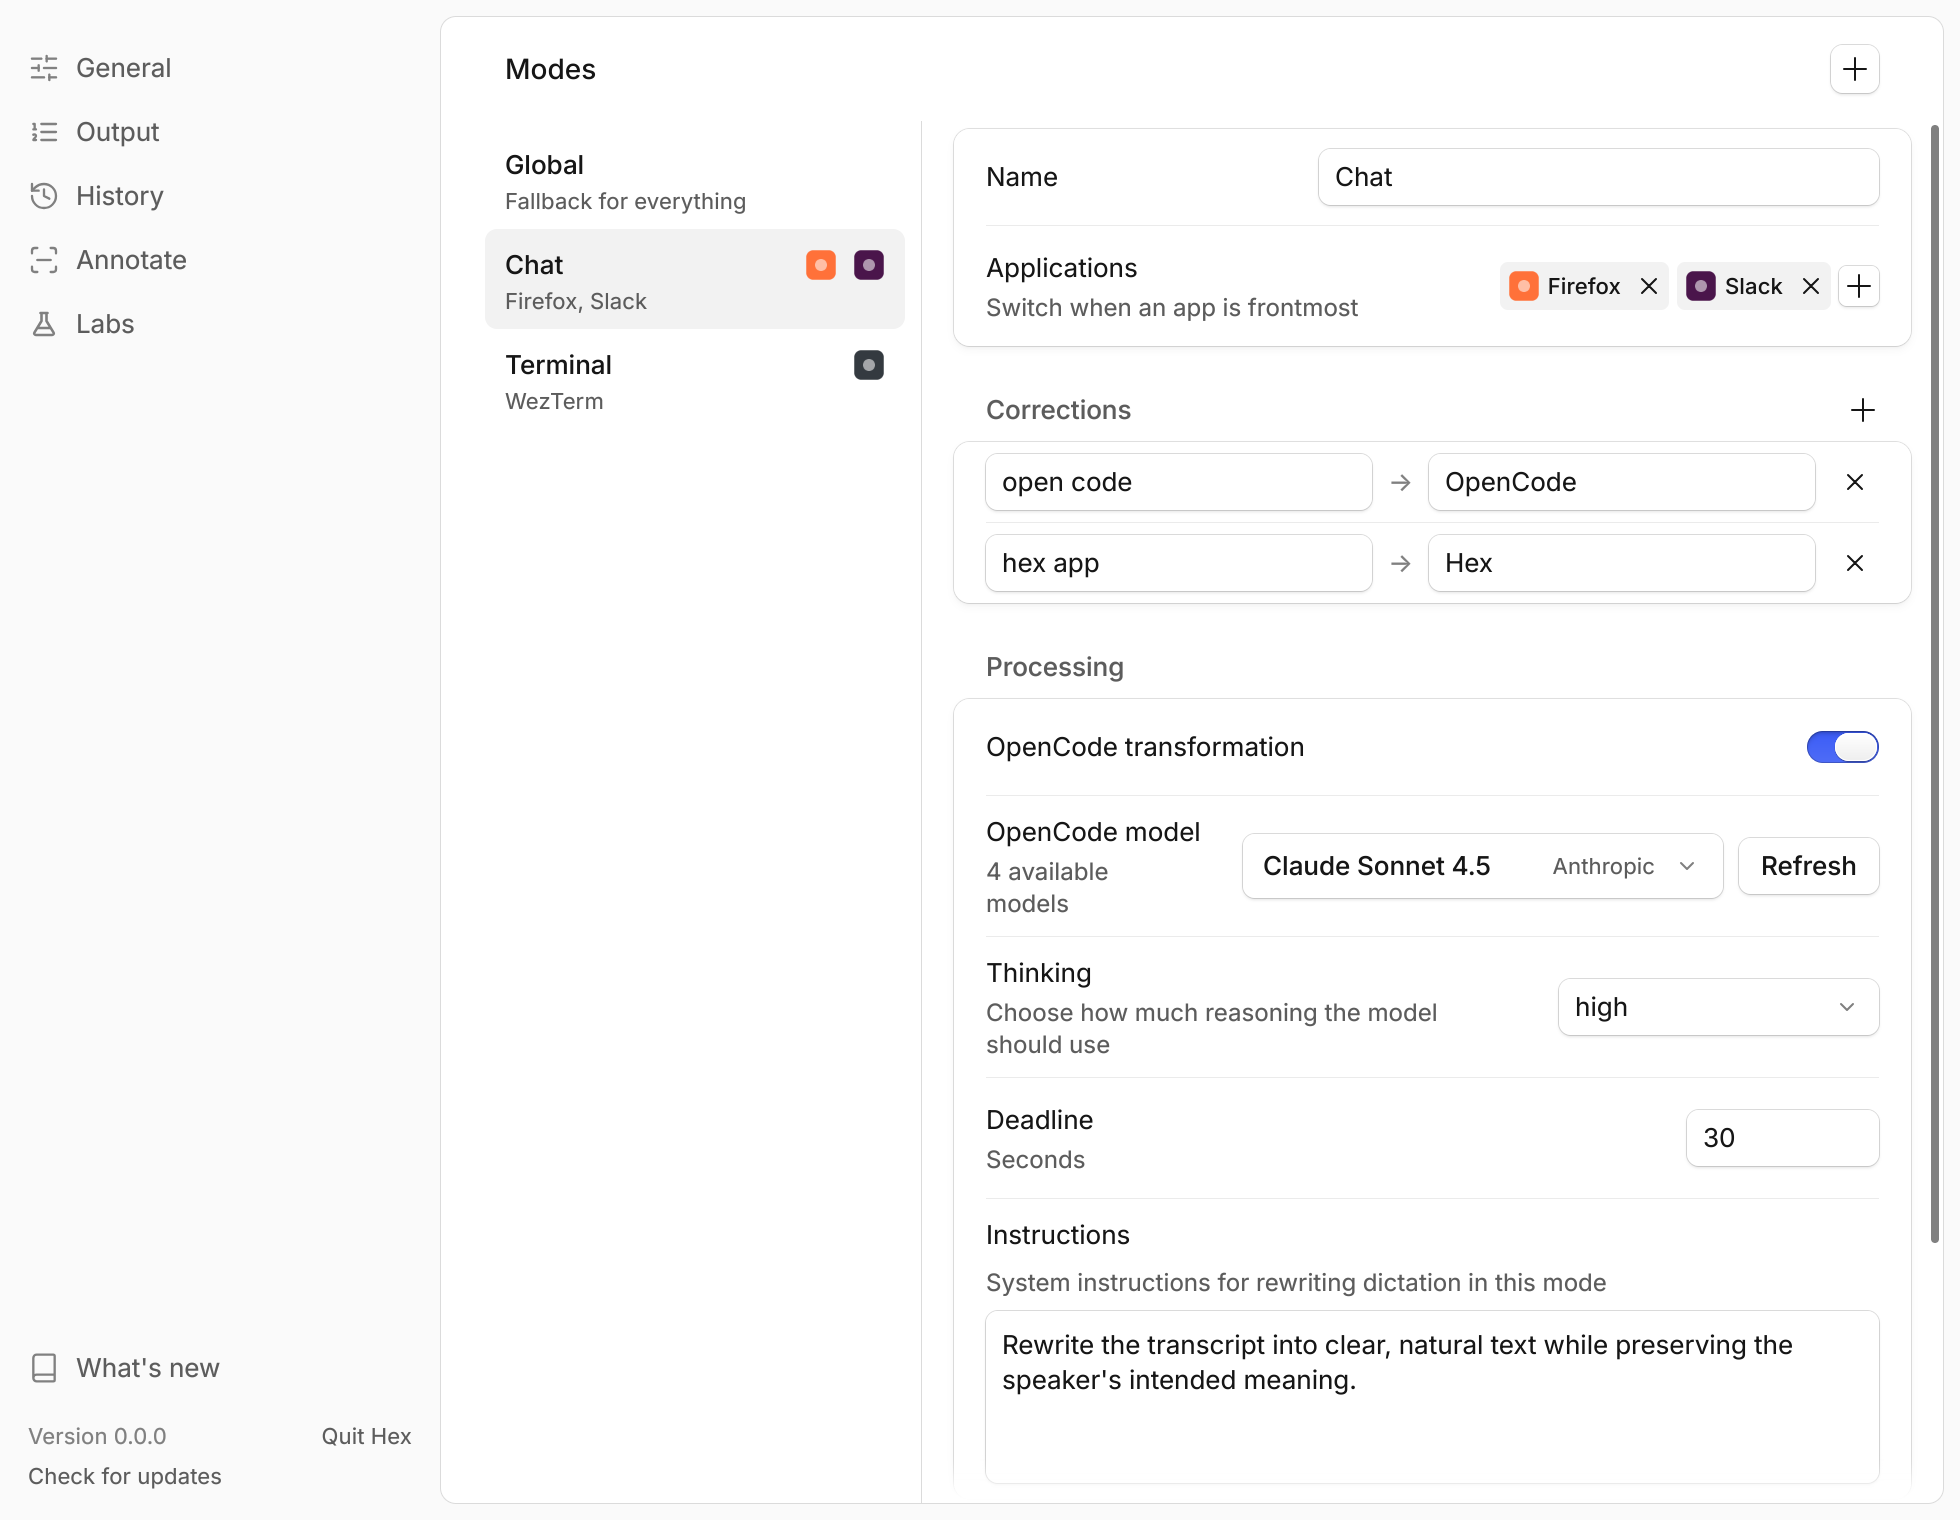 General
Output
History
Annotate
Labs
What's new
Version 0.0.0
Quit Hex
Check for updates
Modes
Global
Fallback for everything
Chat
Firefox, Slack
Terminal
WezTerm
Name
Chat
Applications
Switch when an app is frontmost
Firefox
Slack
Corrections
open code → OpenCode
hex app → Hex
Processing
OpenCode transformation
OpenCode model
4 available
models
Claude Sonnet 4.5 Anthropic
Refresh
Thinking
Choose how much reasoning the model
should use
high
Deadline
Seconds
30
Instructions
System instructions for rewriting dictation in this mode
Rewrite the transcript into clear, natural text while preserving the
speaker's intended meaning.